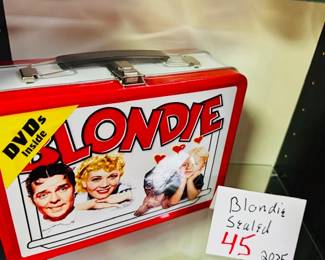 DVDs
Inside
BLONDIE
Blondie
Sealed
45
2025